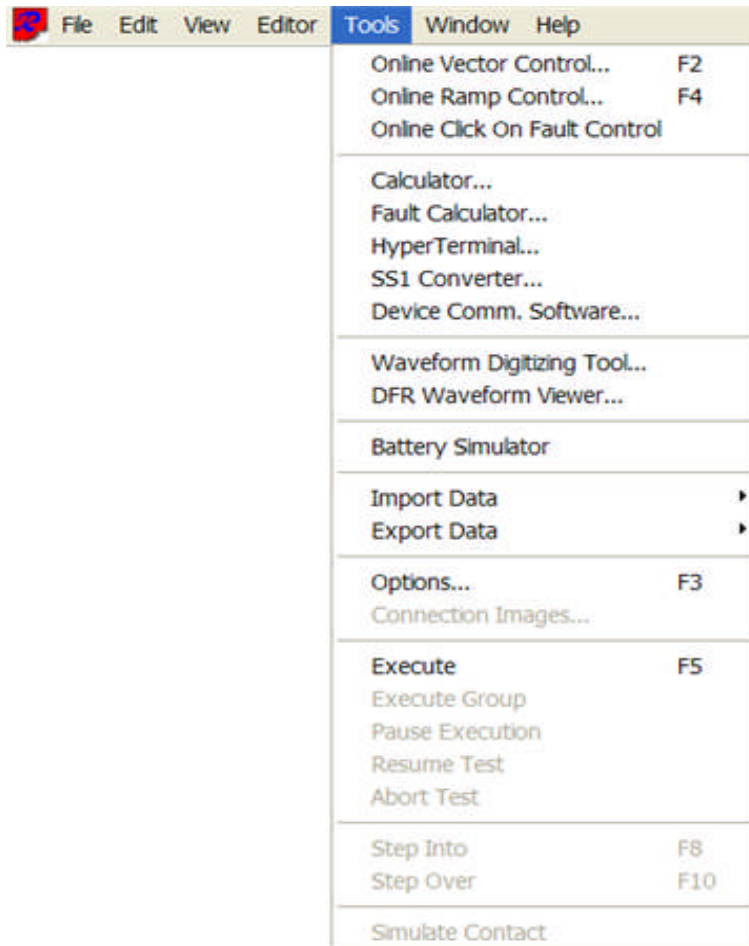 File Edit View Editor Tools Window Help
Online Vector Control... F2
Online Ramp Control... F4
Online Click On Fault Control
Calculator...
Fault Calculator...
HyperTerminal...
SS1 Converter...
Device Comm. Software...
Waveform Digitizing Tool...
DFR Waveform Viewer...
Battery Simulator
Import Data
Export Data
Options... F3
Connection Images...
Execute F5
Execute Group
Pause Execution
Resume Test
Abort Test
Step Into F8
Step Over F10
Simulate Contact